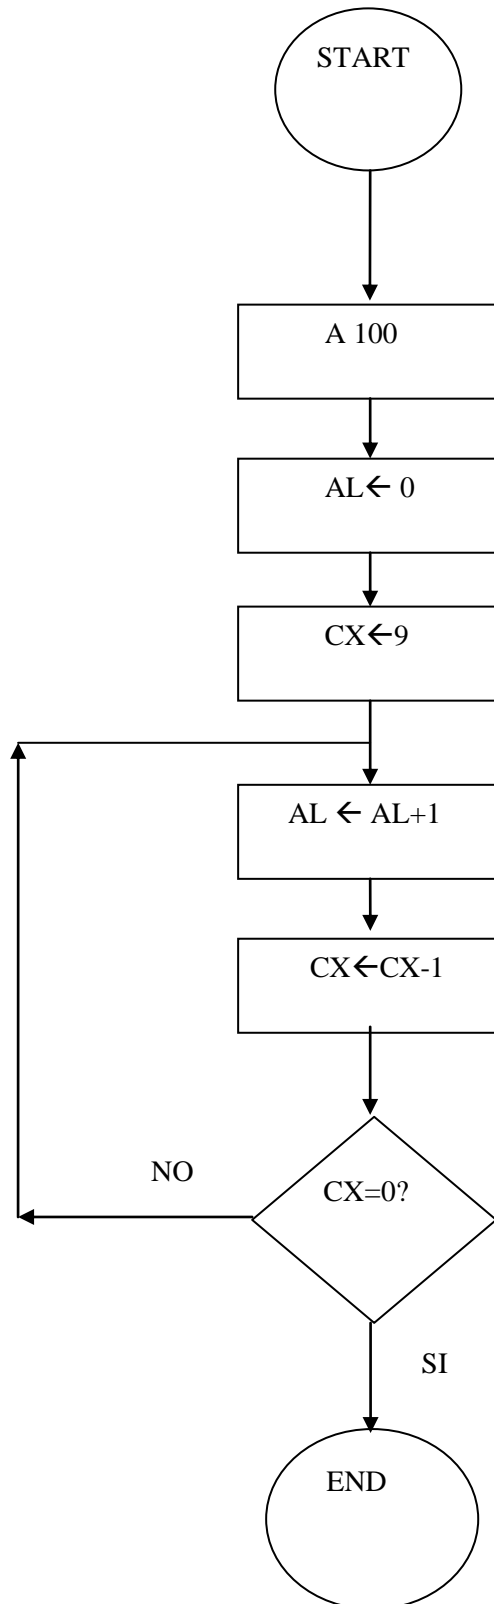 START
A 100
AL← 0
CX←9
AL ← AL+1
CX←CX-1
CX=0?
NO
SI
END